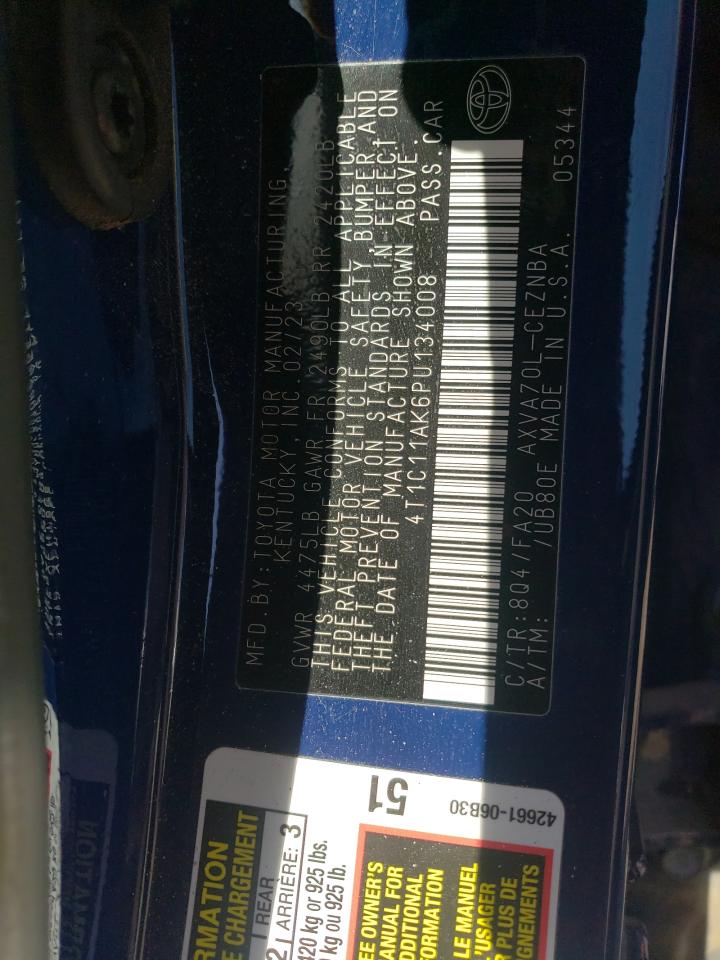 MFD.BY:TOYOTA MOTOR MANUFACTURING,
KENTUCKY, INC. 02/23
GVWR 4475LB GAWR FR 2490LB RR 2420LB
THIS VEHICLE CONFORMS TO ALL APPLICABLE
FEDERAL MOTOR VEHICLE SAFETY, BUMPER, AND
THEFT PREVENTION STANDARDS IN EFFECT ON
THE DATE OF MANUFACTURE SHOWN ABOVE.
4T1C11AK6PU134008 PASS.CAR
C/TR:8Q4/FA20 AXVA70L-CEZNBA
A/TM: /UB80E MADE IN U.S.A. 05344
51
42661-06B30
RMATION
E CHARGEMENT
REAR
2 ARRIÈRE: 3
420 kg or 925 lbs.
kg ou 925 lb.
EE OWNER'S
ANUAL FOR
DDITIONAL
FORMATION
LE MANUEL
'USAGER
R PLUS DE
GNEMENTS